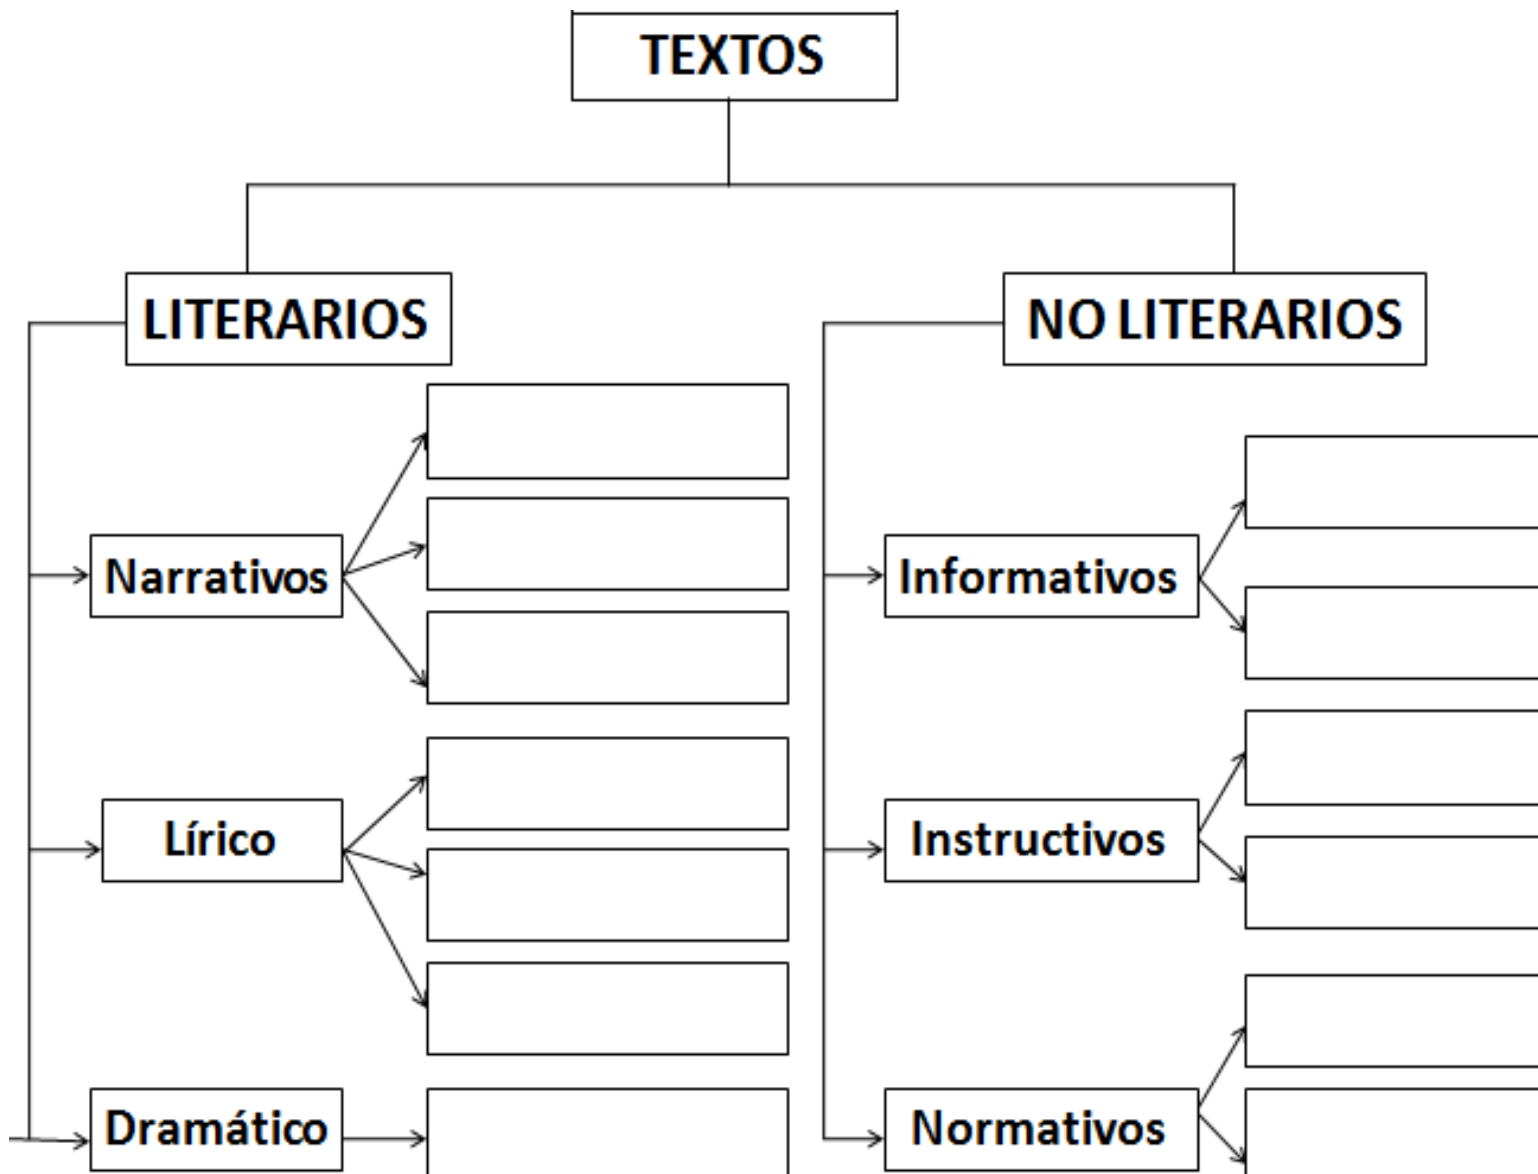 TEXTOS
LITERARIOS
NO LITERARIOS
Narrativos
Informativos
Lírico
Instructivos
Dramático
Normativos